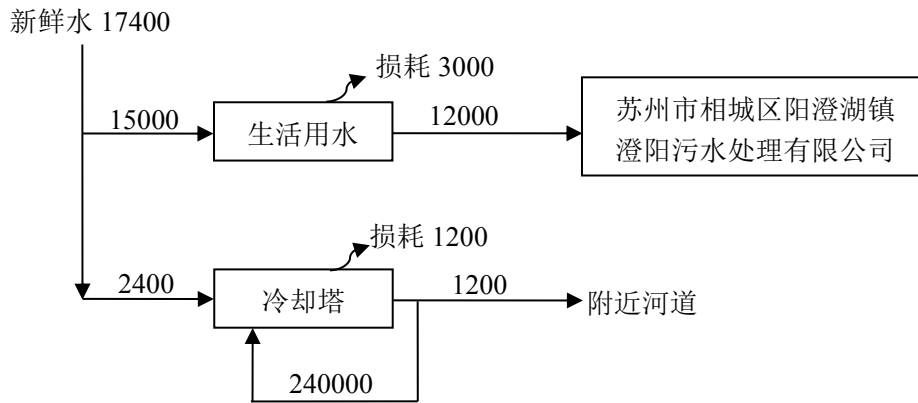 新鲜水 17400
损耗 3000
15000
生活用水
12000
苏州市相城区阳澄湖镇
澄阳污水处理有限公司
损耗 1200
2400
冷却塔
1200
附近河道
240000